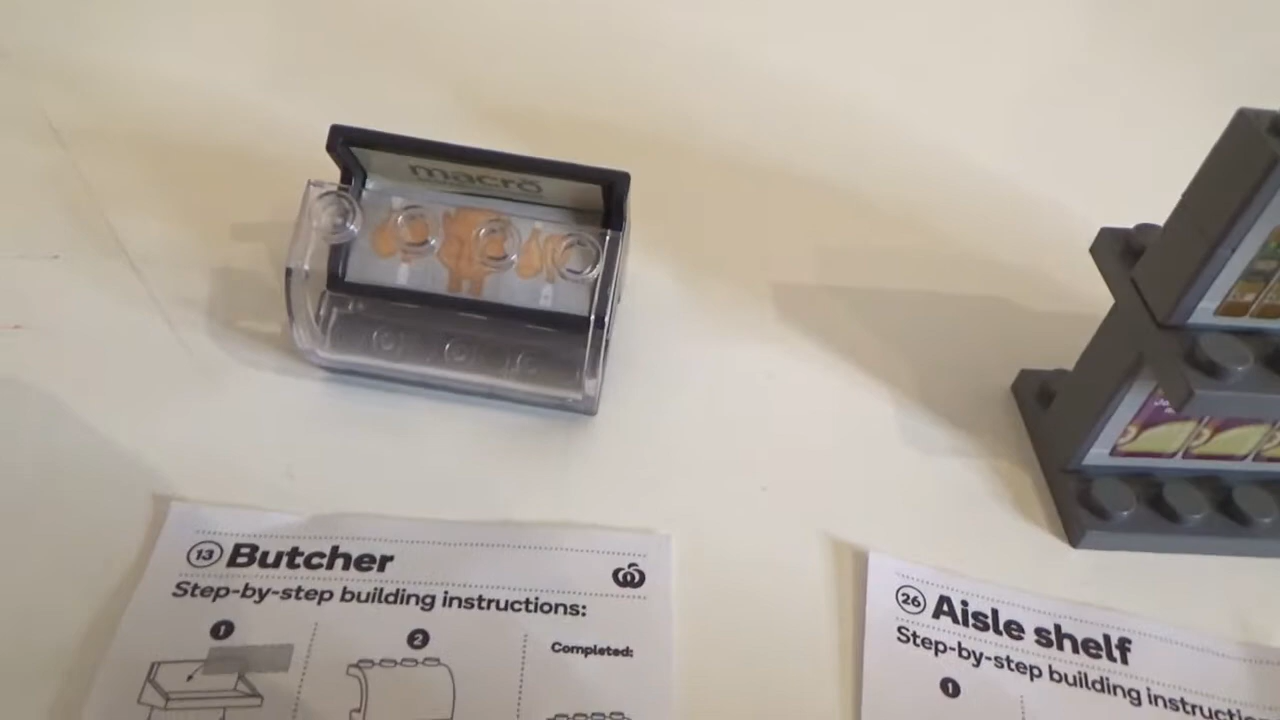 macro
13 Butcher
Step-by-step building instructions:
1
2
Completed:
26 Aisle shelf
Step-by-step building instructio
1